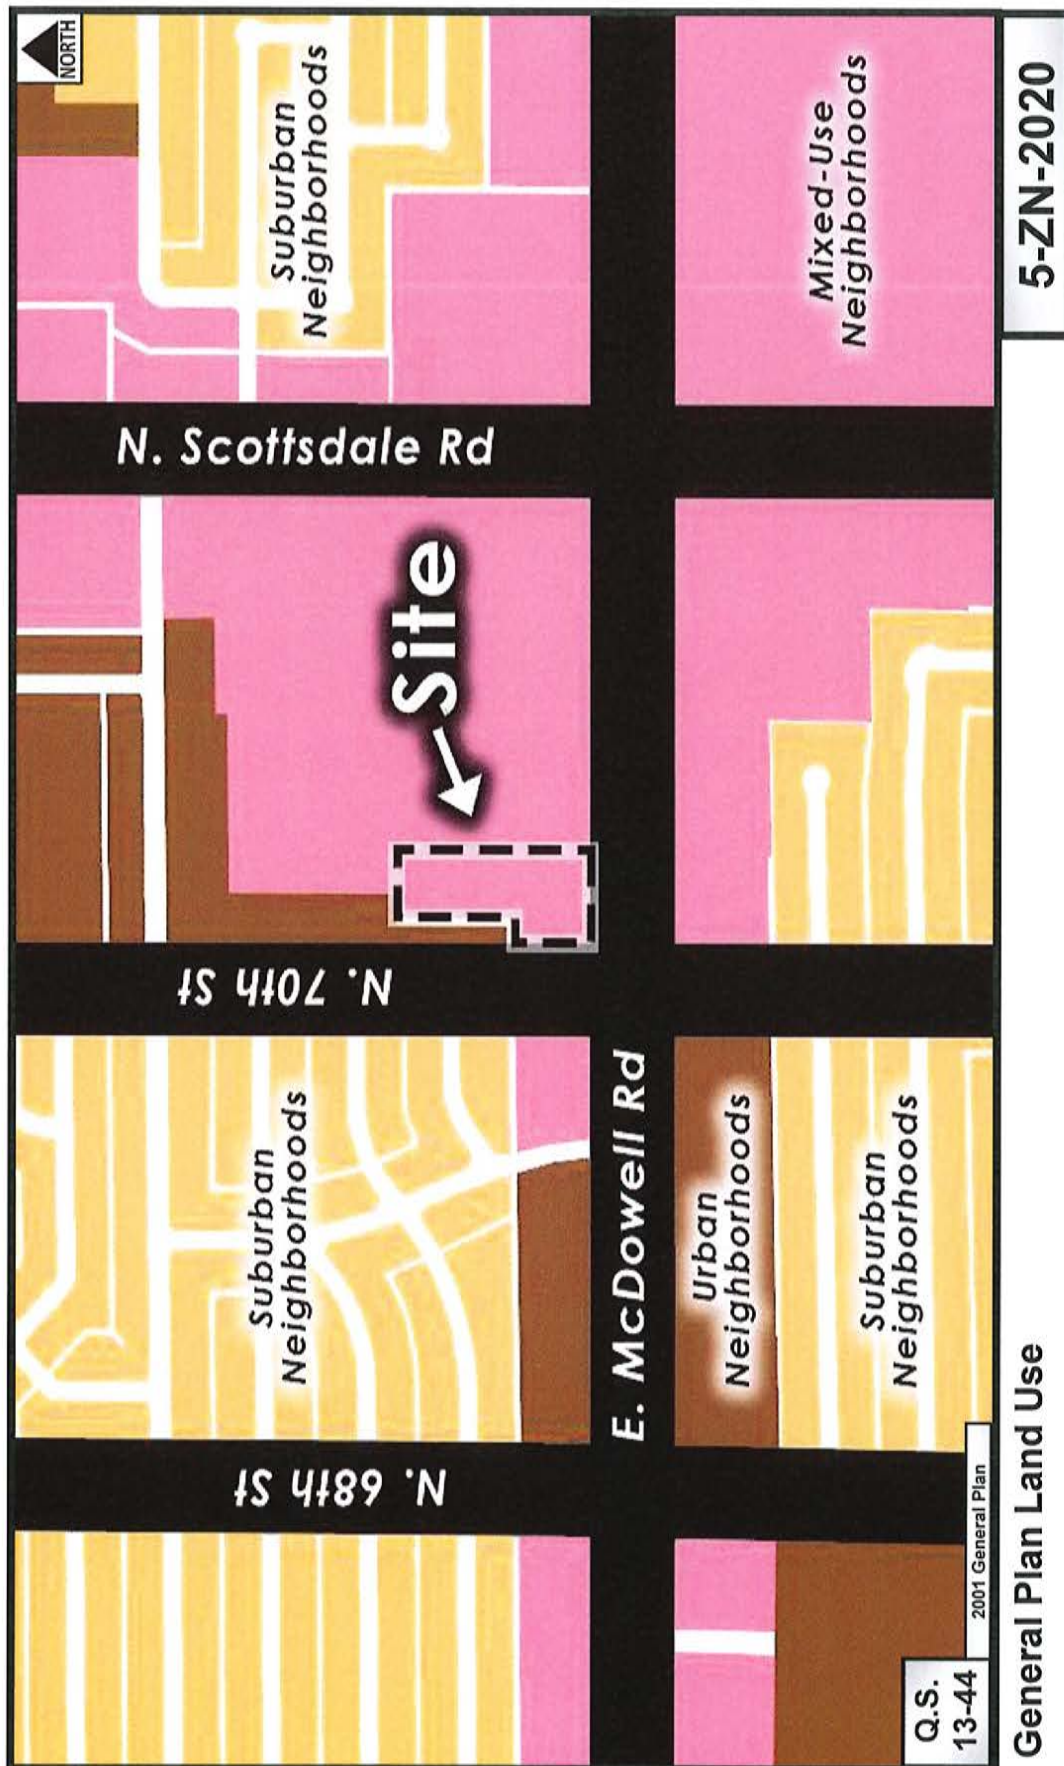 NORTH
Suburban
Neighborhoods
Mixed-Use
Neighborhoods
5-ZN-2020
N. Scottsdale Rd
Site
N. 70th St
Suburban
Neighborhoods
E. McDowell Rd
Urban
Neighborhoods
Suburban
Neighborhoods
N. 68th St
2001 General Plan
Q.S.
13-44
General Plan Land Use